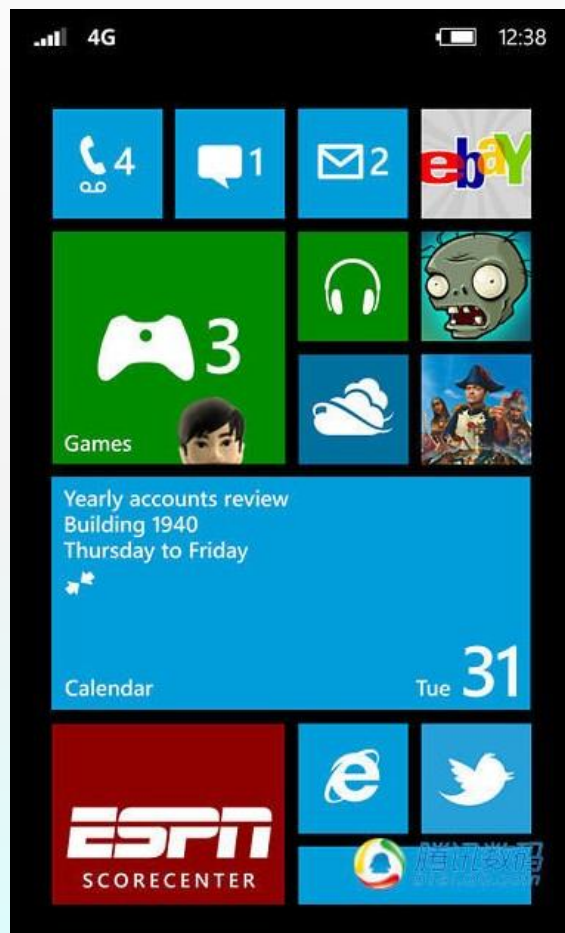 4G
12:38
4
1
2
ebaY
3
Games
Yearly accounts review
Building 1940
Thursday to Friday
Calendar
Tue 31
ESPN
SCORECENTER
腾讯数码